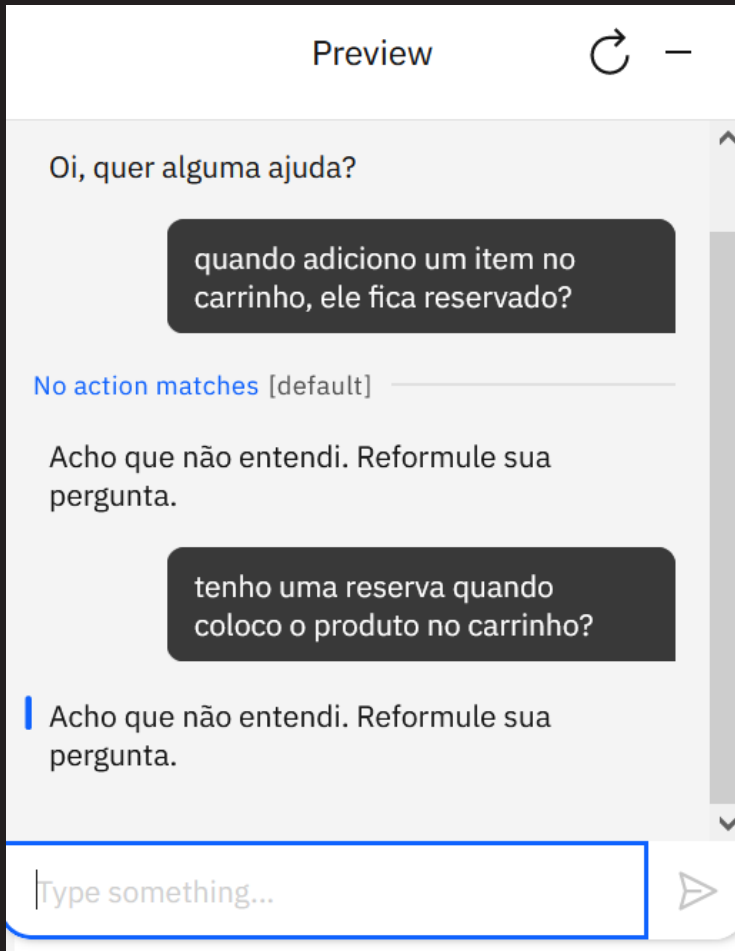 Preview
Oi, quer alguma ajuda?
quando adiciono um item no
carrinho, ele fica reservado?
No action matches [default]
Acho que não entendi. Reformule sua
pergunta.
tenho uma reserva quando
coloco o produto no carrinho?
Acho que não entendi. Reformule sua
pergunta.
Type something...